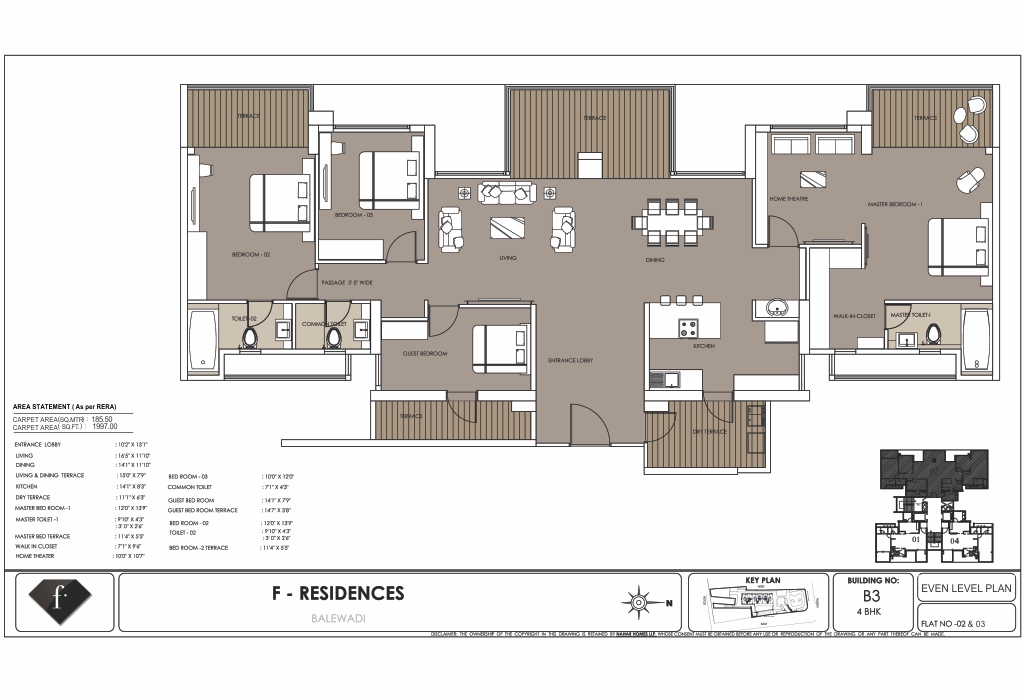 TERRACE
TERRACE
TERRACE
BEDROOM - 03
HOME THEATRE
MASTER BEDROOM -1
BEDROOM - 02
LIVING
DINING
PASSAGE 3' 5" WIDE
TOILET-02
COMMON TOILET
WALK-IN-CLOSET
MASTER TOILET-1
GUEST BEDROOM
ENTRANCE LOBBY
KITCHEN
TERRACE
DRY TERRACE
AREA STATEMENT ( As per RERA)
CARPET AREA(SQ.MTR) : 185.50
CARPET AREA( SQ.FT.) : 1997.00
ENTRANCE LOBBY : 10'2" X 13'1"
LIVING : 16'5" X 11'10"
DINING : 14'1" X 11'10"
LIVING & DINING TERRACE : 15'0" X 7'9"
KITCHEN : 14'1" X 8'3"
DRY TERRACE : 11'1" X 6'3"
MASTER BED ROOM -1 : 12'0" X 13'9"
MASTER TOILET -1 : 9'10" X 4'3"
: 3' 0" X 2'6"
MASTER BED TERRACE : 11'4" X 5'5"
WALK IN CLOSET : 7'1" X 9'6"
HOME THEATER : 10'0" X 10'7"
BED ROOM - 03 : 10'0" X 12'0"
COMMON TOILET : 7'1" X 4'3"
GUEST BED ROOM : 14'1" X 7'9"
GUEST BED ROOM TERRACE : 14'7" X 3'8"
BED ROOM - 02 : 12'0" X 13'9"
TOILET - 02 : 9'10" X 4'3"
: 3' 0" X 2'6"
BED ROOM -2 TERRACE : 11'4" X 5'5"
01
04
f
F - RESIDENCES
BALEWADI
N
KEY PLAN
BUILDING NO:
B3
4 BHK
EVEN LEVEL PLAN
FLAT NO -02 & 03
DISCLAIMER: THE OWNERSHIP OF THE COPYRIGHT IN THIS DRAWING IS RETAINED BY NAHAR HOMES LLP. WHOSE CONSENT MUST BE OBTAINED BEFORE ANY USE OR REPRODUCTION OF THE DRAWING OR ANY PART THEREOF CAN BE MADE.